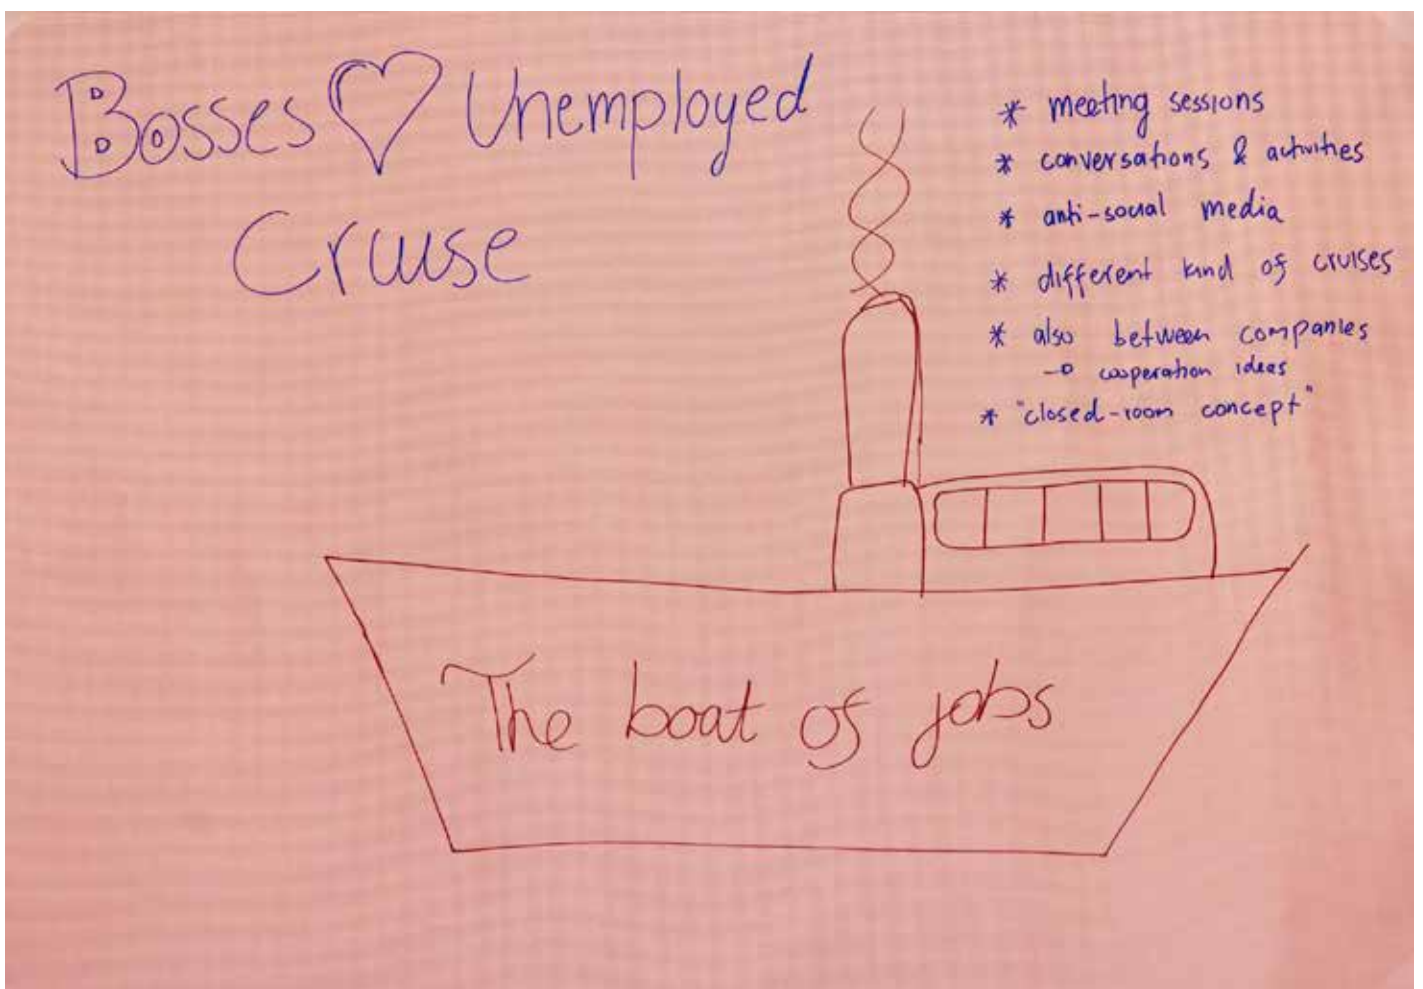 Bosses ♡ Unemployed
Cruise
* meeting sessions
* conversations & activities
* anti-social media
* different kind of cruises
* also between companies
→ cooperation ideas
* "closed-room concept"
The boat of jobs